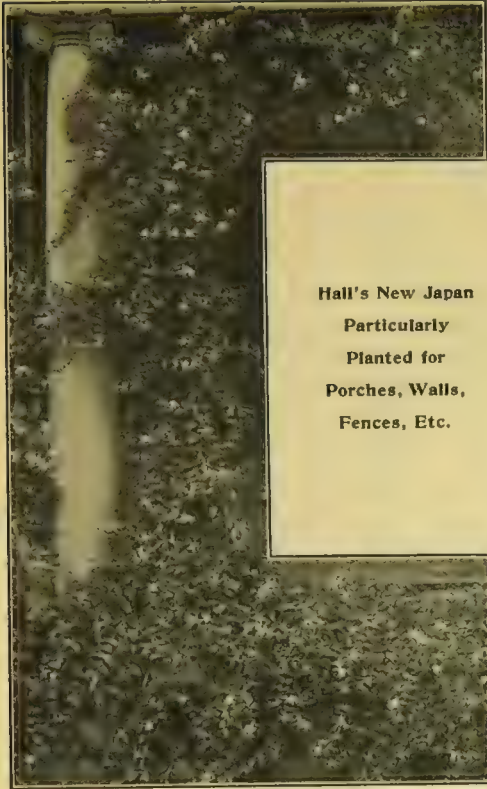 Hall's New Japan
Particularly
Planted for
Porches, Walls,
Fences, Etc.